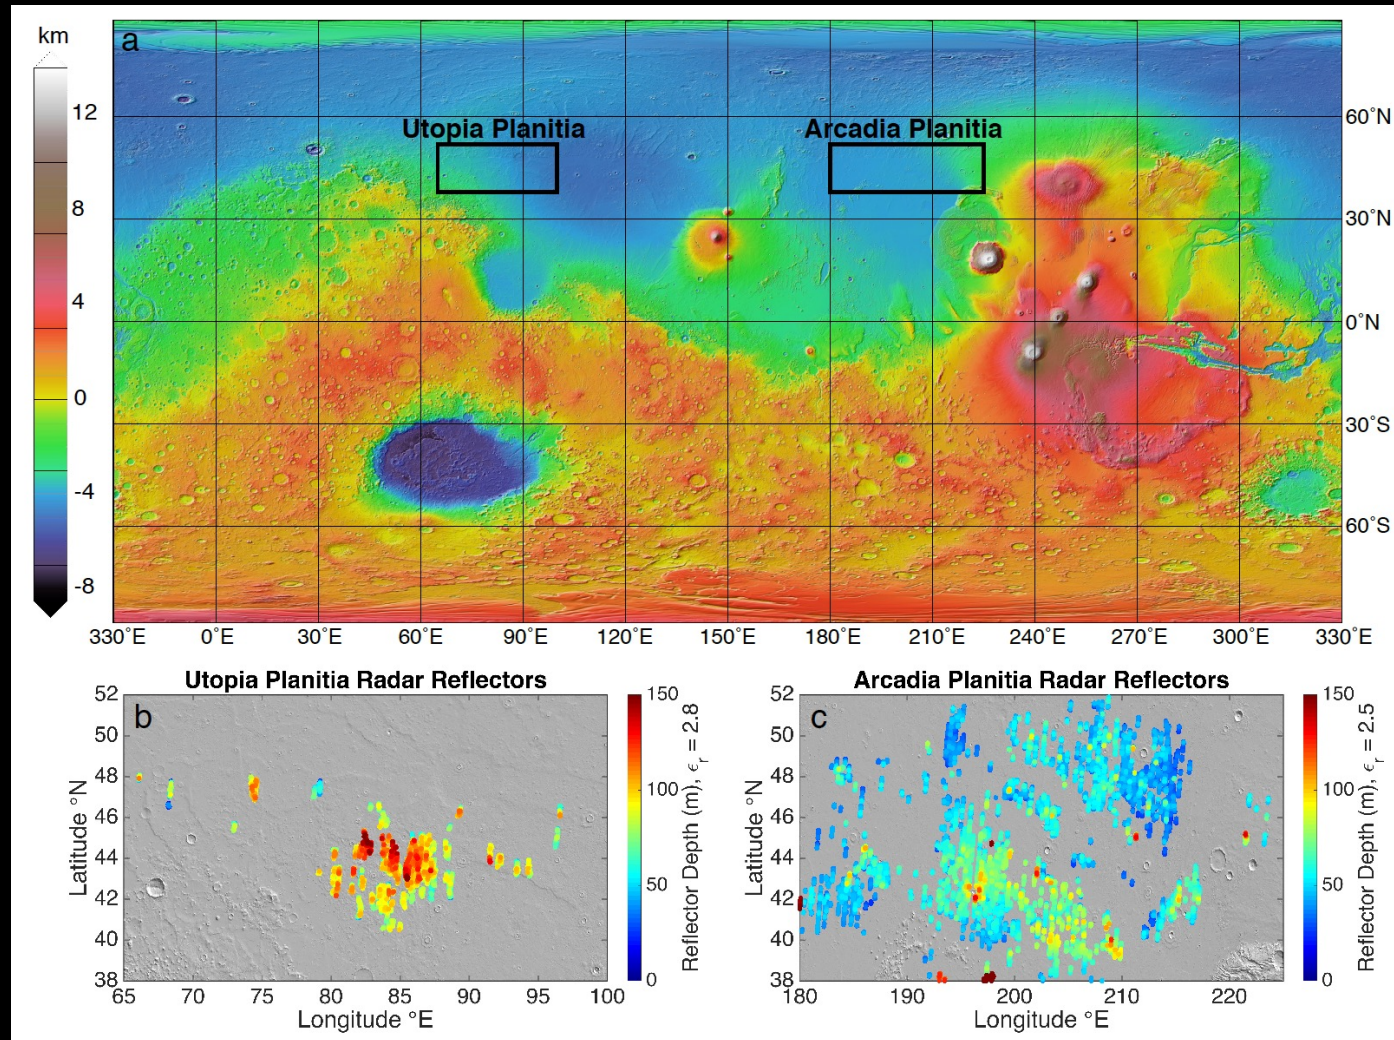 km
a
12
8
4
0
-4
-8
Utopia Planitia
Arcadia Planitia
60°N
30°N
0°N
30°S
60°S
330°E 0°E 30°E 60°E 90°E 120°E 150°E 180°E 210°E 240°E 270°E 300°E 330°E
Utopia Planitia Radar Reflectors
b
52
50
48
46
44
42
40
38
Latitude °N
65 70 75 80 85 90 95 100
Longitude °E
150
100
50
0
Reflector Depth (m), ϵr = 2.8
Arcadia Planitia Radar Reflectors
c
52
50
48
46
44
42
40
38
Latitude °N
180 190 200 210 220
Longitude °E
150
100
50
0
Reflector Depth (m), ϵr = 2.5